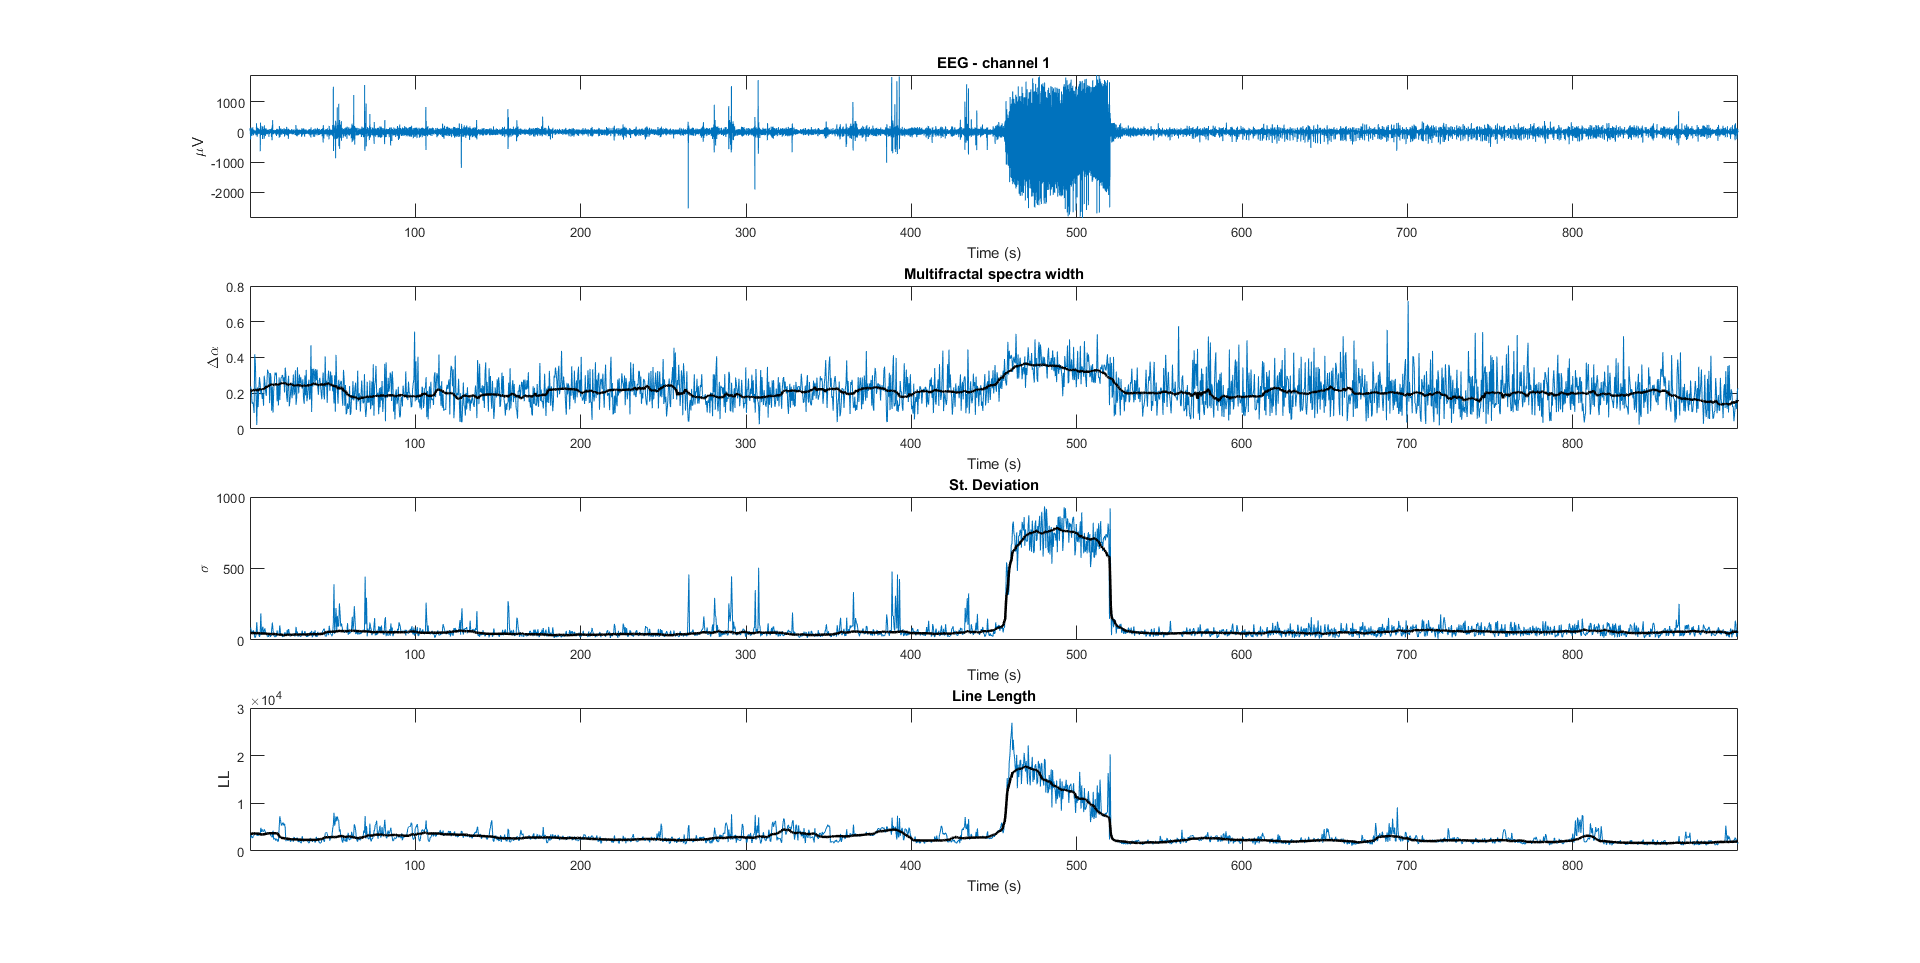 EEG - channel 1
1000
0
-1000
-2000
μV
100 200 300 400 500 600 700 800
Time (s)
Multifractal spectra width
0.8
0.6
0.4
0.2
0
Δα
100 200 300 400 500 600 700 800
Time (s)
St. Deviation
1000
500
0
σ
100 200 300 400 500 600 700 800
Time (s)
Line Length
×10⁴
3
2
1
0
LL
100 200 300 400 500 600 700 800
Time (s)